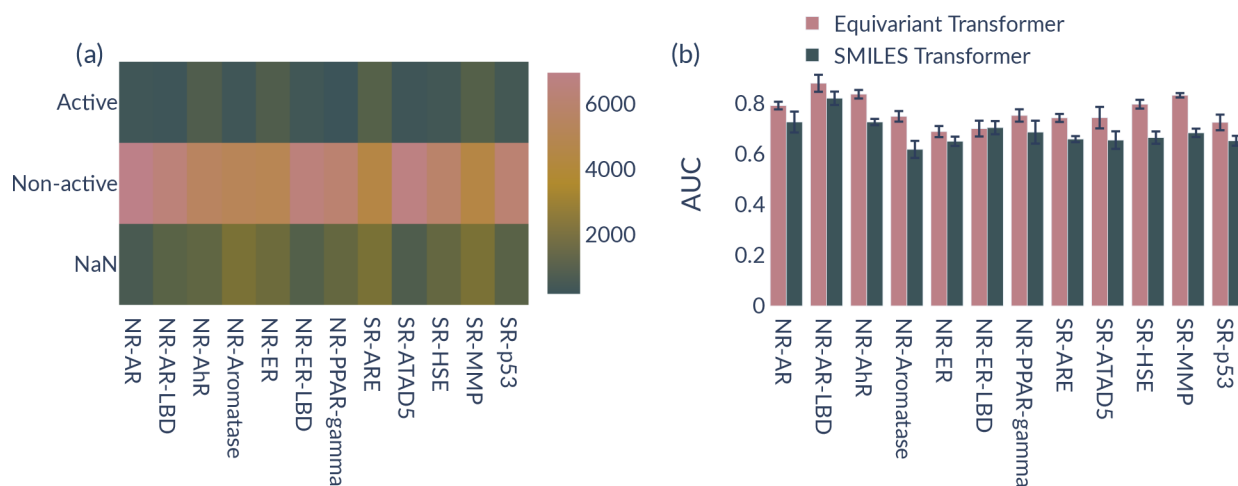 (a)
Active
Non-active
NaN
NR-AR
NR-AR-LBD
NR-AhR
NR-Aromatase
NR-ER
NR-ER-LBD
NR-PPAR-gamma
SR-ARE
SR-ATAD5
SR-HSE
SR-MMP
SR-p53
6000
4000
2000
(b)
Equivariant Transformer
SMILES Transformer
AUC
0.8
0.6
0.4
0.2
0
NR-AR
NR-AR-LBD
NR-AhR
NR-Aromatase
NR-ER
NR-ER-LBD
NR-PPAR-gamma
SR-ARE
SR-ATAD5
SR-HSE
SR-MMP
SR-p53